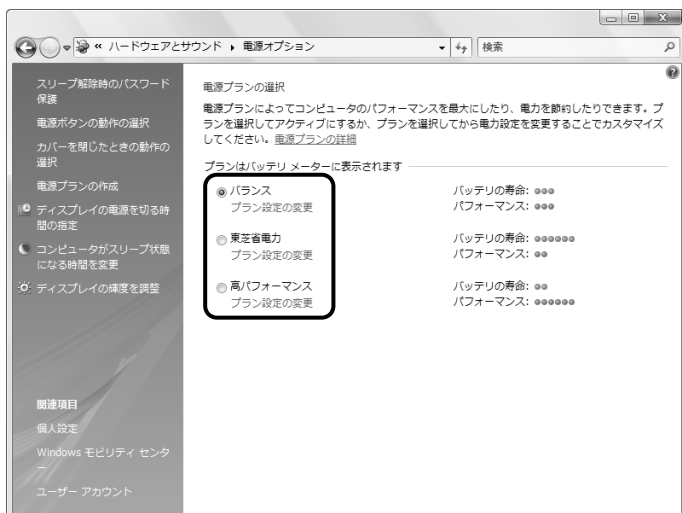 « ハードウェアとサウンド ▸ 電源オプション
検索
スリープ解除時のパスワード
保護
電源ボタンの動作の選択
カバーを閉じたときの動作の
選択
電源プランの作成
ディスプレイの電源を切る時
間の指定
コンピュータがスリープ状態
になる時間を変更
ディスプレイの輝度を調整
関連項目
個人設定
Windows モビリティ センタ
ー
ユーザー アカウント
電源プランの選択
電源プランによってコンピュータのパフォーマンスを最大にしたり、電力を節約したりできます。プ
ランを選択してアクティブにするか、プランを選択してから電力設定を変更することでカスタマイズ
してください。電源プランの詳細
プランはバッテリ メーターに表示されます
バランス
バッテリの寿命:
プラン設定の変更
パフォーマンス:
東芝省電力
バッテリの寿命:
プラン設定の変更
パフォーマンス:
高パフォーマンス
バッテリの寿命:
プラン設定の変更
パフォーマンス: